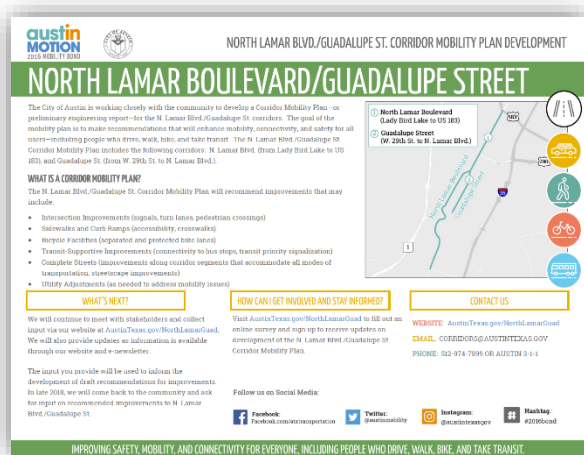 austin
MOTION
2016 MOBILITY BOND
NORTH LAMAR BLVD./GUADALUPE ST. CORRIDOR MOBILITY PLAN DEVELOPMENT
NORTH LAMAR BOULEVARD/GUADALUPE STREET
The City of Austin is working closely with the community to develop a Corridor Mobility Plan—or
preliminary engineering report—for the N. Lamar Blvd./Guadalupe St. corridors. The goal of the
mobility plan is to make recommendations that will enhance mobility, connectivity, and safety for all
users—including people who drive, walk, bike, and take transit. The N. Lamar Blvd./Guadalupe St.
Corridor Mobility Plan includes the following corridors: N. Lamar Blvd. (from Lady Bird Lake to US
183), and Guadalupe St. (from W. 29th St. to N. Lamar Blvd.).
WHAT IS A CORRIDOR MOBILITY PLAN?
The N. Lamar Blvd./Guadalupe St. Corridor Mobility Plan will recommend improvements that may
include:
• Intersection Improvements (signals, turn lanes, pedestrian crossings)
• Sidewalks and Curb Ramps (accessibility, crosswalks)
• Bicycle Facilities (separated and protected bike lanes)
• Transit-Supportive Improvements (connectivity to bus stops, transit priority signalization)
• Complete Streets (improvements along corridor segments that accommodate all modes of
transportation, streetscape improvements)
• Utility Adjustments (as needed to address mobility issues)
1 North Lamar Boulevard
(Lady Bird Lake to US 183)
2 Guadalupe Street
(W. 29th St. to N. Lamar Blvd.)
183
1
2
290
35
North Lamar Boulevard
Guadalupe Street
1
WHAT'S NEXT?
We will continue to meet with stakeholders and collect
input via our website at AustinTexas.gov/NorthLamarGuad.
We will also provide updates as information is available
through our website and e-newsletter.
The input you provide will be used to inform the
development of draft recommendations for improvements.
In late 2018, we will come back to the community and ask
for input on recommended improvements to N. Lamar
Blvd./Guadalupe St.
HOW CAN I GET INVOLVED AND STAY INFORMED?
Visit AustinTexas.gov/NorthLamarGuad to fill out an
online survey and sign up to receive updates on
development of the N. Lamar Blvd./Guadalupe St.
Corridor Mobility Plan.
CONTACT US
WEBSITE: AustinTexas.gov/NorthLamarGuad
EMAIL: CORRIDORS@AUSTINTEXAS.GOV
PHONE: 512-974-7899 OR AUSTIN 3-1-1
Follow us on Social Media:
Facebook:
Facebook.com/atxtransportation
Twitter:
@austinmobility
Instagram:
@austintexasgov
# Hashtag:
#2016bond
IMPROVING SAFETY, MOBILITY, AND CONNECTIVITY FOR EVERYONE, INCLUDING PEOPLE WHO DRIVE, WALK, BIKE, AND TAKE TRANSIT.